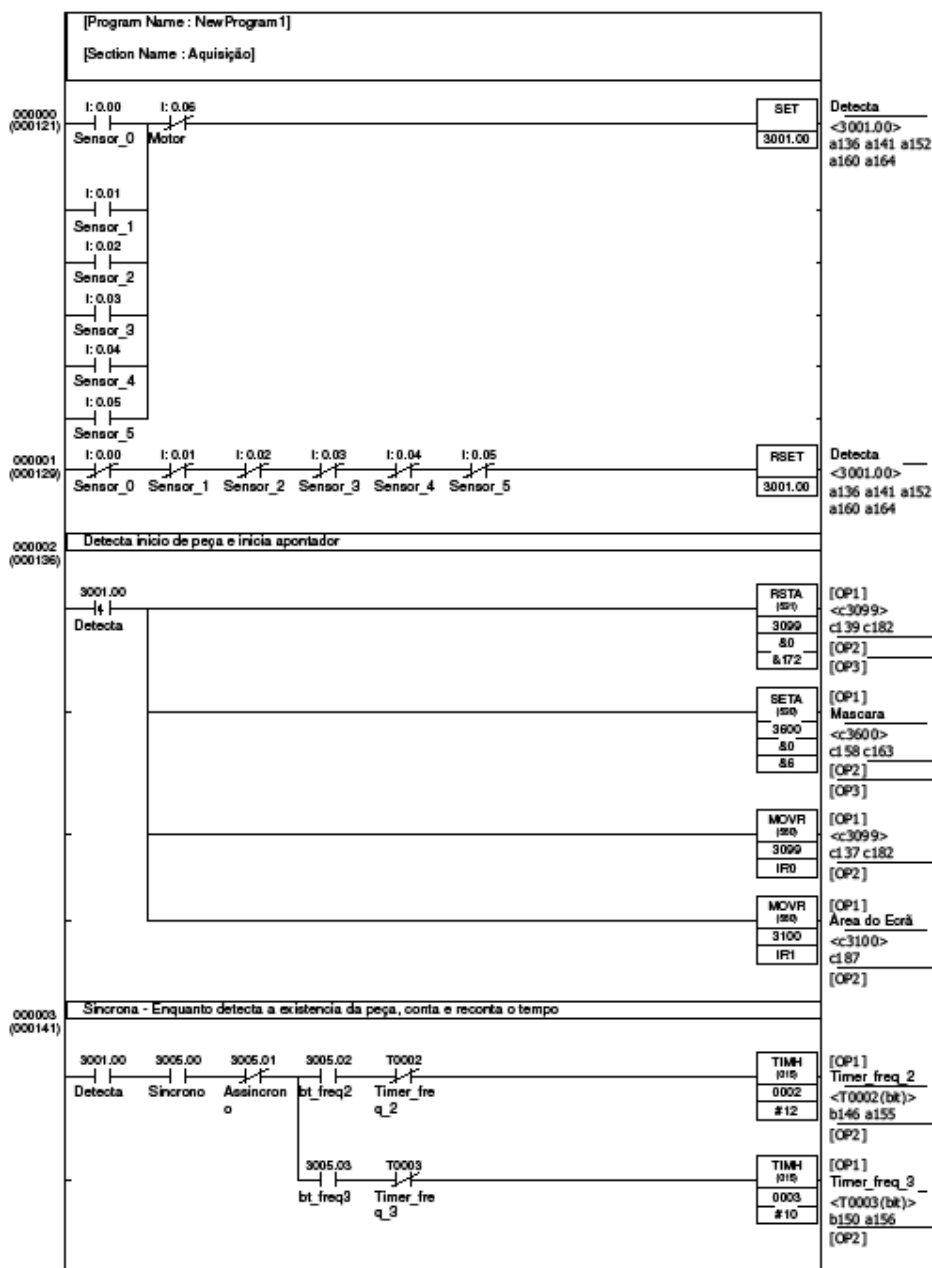 [Program Name : NewProgram1]
[Section Name : Aquisição]
000000
(000121)
I: 0.00
Sensor_0
I: 0.06
Motor
SET
3001.00
Detecta
<3001.00>
a136 a141 a152
a160 a164
I: 0.01
Sensor_1
I: 0.02
Sensor_2
I: 0.03
Sensor_3
I: 0.04
Sensor_4
I: 0.05
Sensor_5
000001
(000129)
I: 0.00
Sensor_0
I: 0.01
Sensor_1
I: 0.02
Sensor_2
I: 0.03
Sensor_3
I: 0.04
Sensor_4
I: 0.05
Sensor_5
RSET
3001.00
Detecta
<3001.00>
a136 a141 a152
a160 a164
000002
(000136)
Detecta inicio de peça e inicia apontador
3001.00
Detecta
RSTA
(531)
3099
&0
&172
[OP1]
<c3099>
c139 c182
[OP2]
[OP3]
SETA
(530)
3600
&0
&6
[OP1]
Mascara
<c3600>
c158 c163
[OP2]
[OP3]
MOVR
(560)
3099
IR0
[OP1]
<c3099>
c137 c182
[OP2]
MOVR
(560)
3100
IR1
[OP1]
Área do Ecrã
<c3100>
c187
[OP2]
000003
(000141)
Sincrona - Enquanto detecta a existencia da peça, conta e reconta o tempo
3001.00
Detecta
3005.00
Sincrono
3005.01
Assincron
o
3005.02
bt_freq2
T0002
Timer_fre
q_2
TIMH
(015)
0002
#12
[OP1]
Timer_freq_2
<T0002(bit)>
b146 a155
[OP2]
3005.03
bt_freq3
T0003
Timer_fre
q_3
TIMH
(015)
0003
#10
[OP1]
Timer_freq_3
<T0003(bit)>
b150 a156
[OP2]